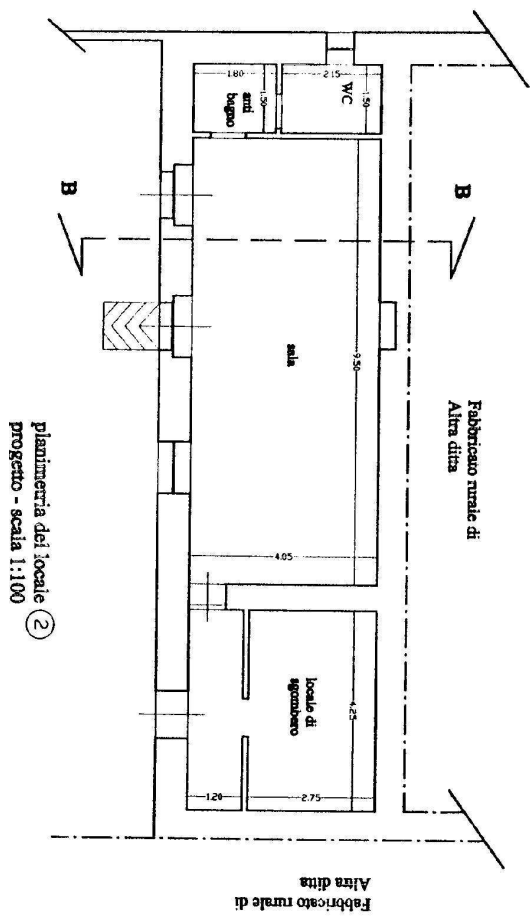 Fabbricato rurale di
Altra ditta
B
B
WC
2.15
1.50
anti
bagno
1.80
1.50
sala
9.50
4.05
locale di
sgombero
4.25
2.75
1.20
Fabbricato rurale di
Altra ditta
planimetria del locale 2
progetto - scala 1:100